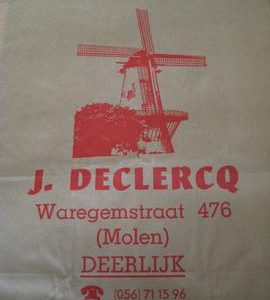 J. DECLERCQ
Waregemstraat 476
(Molen)
DEERLIJK
☎ (056) 71 15 96